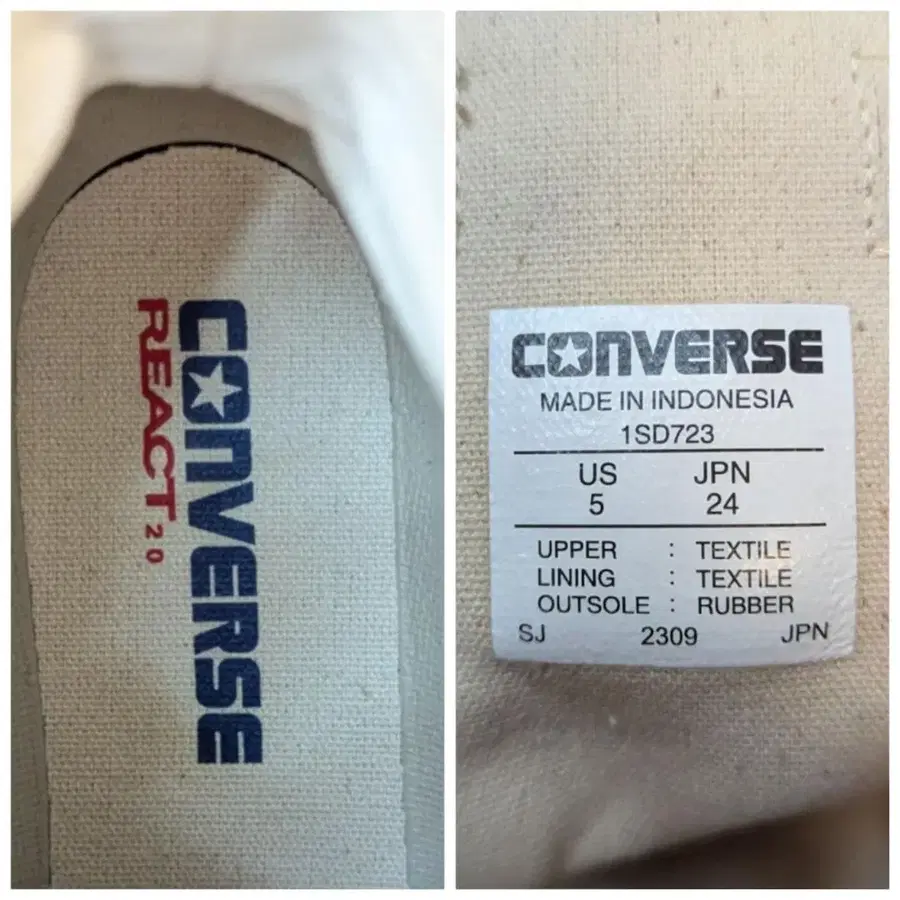 CONVERSE
REACT 2.0
CONVERSE
MADE IN INDONESIA
1SD723
US JPN
5 24
UPPER : TEXTILE
LINING : TEXTILE
OUTSOLE : RUBBER
SJ 2309 JPN